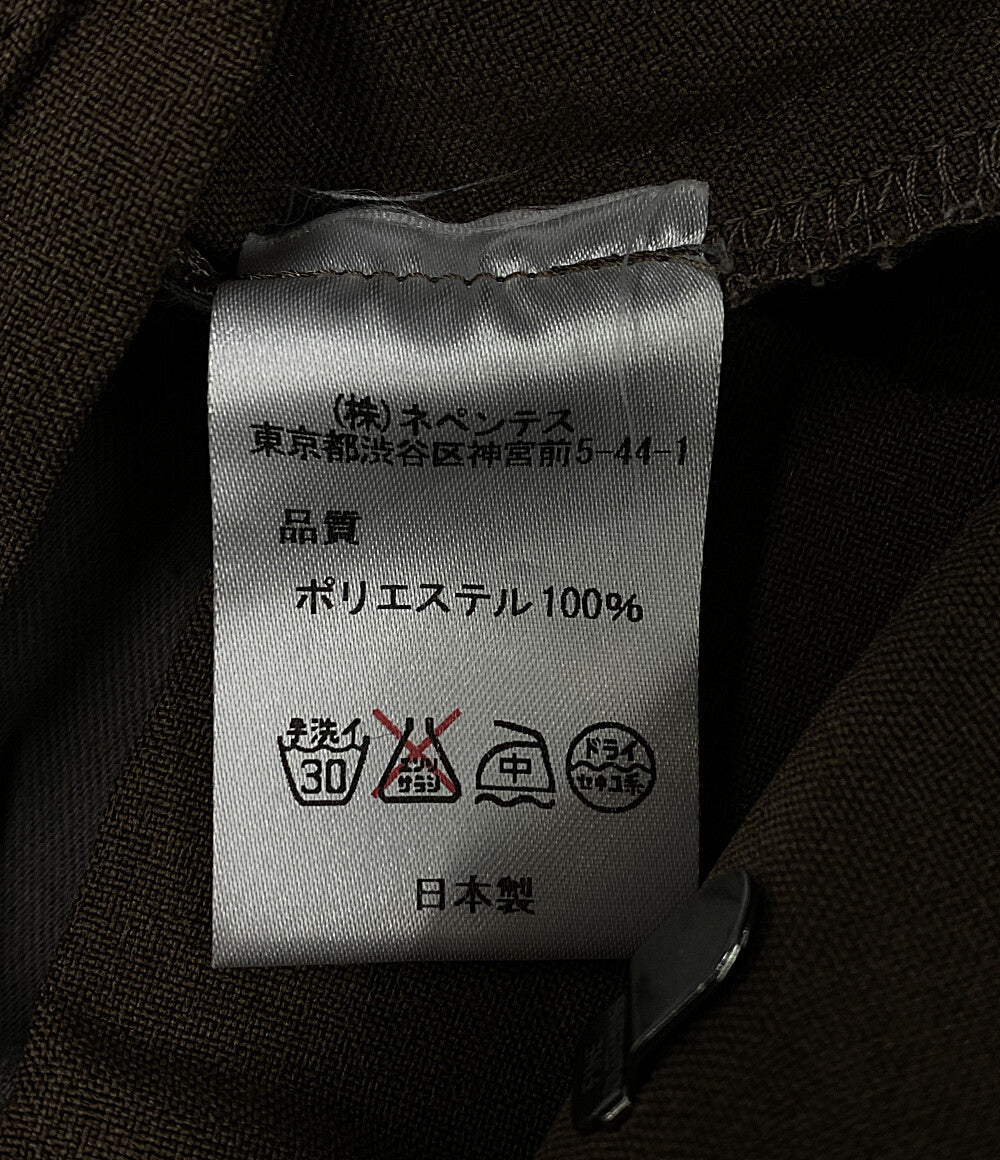 (株)ネペンテス
東京都渋谷区神宮前5-44-1
品質
ポリエステル100%
手洗イ
30
エンソ
サラシ
中
ドライ
セキユ系
日本製